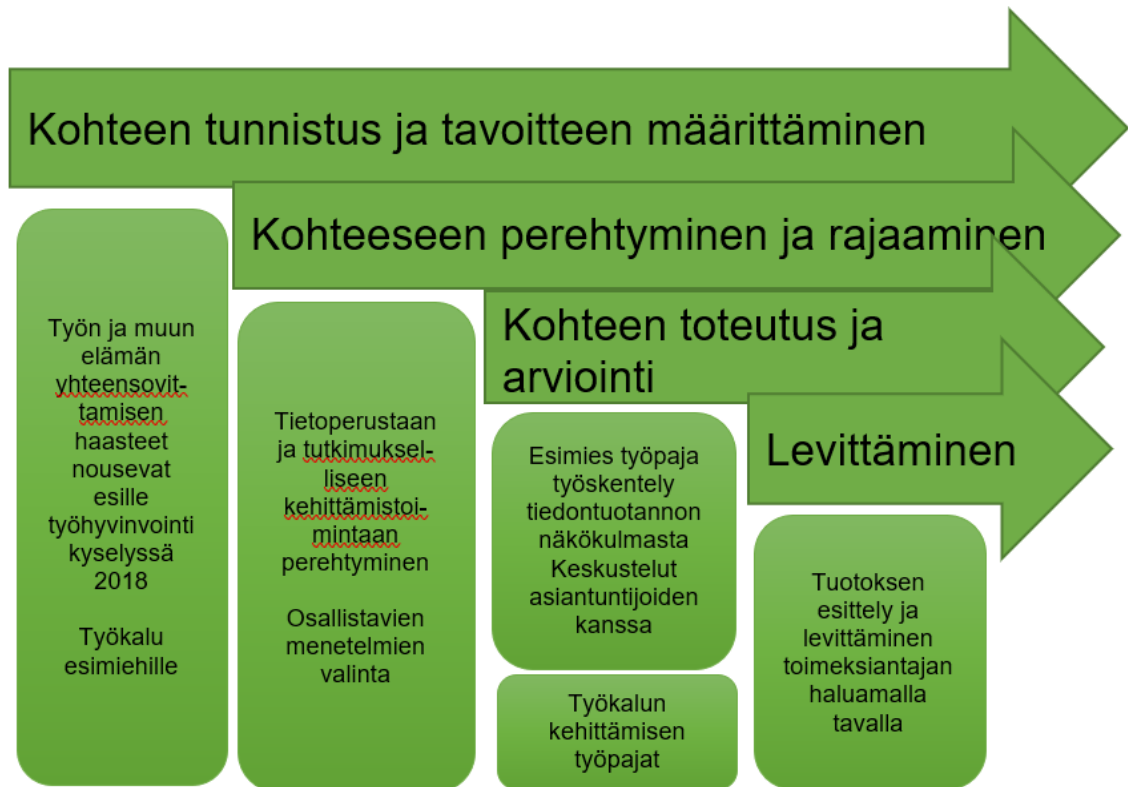 Kohteen tunnistus ja tavoitteen määrittäminen
Kohteeseen perehtyminen ja rajaaminen
Kohteen toteutus ja
arviointi
Levittäminen
Työn ja muun
elämän
yhteensovit-
tamisen
haasteet
nousevat
esille
työhyvinvointi
kyselyssä
2018
Työkalu
esimiehille
Tietoperustaan
ja tutkimuksel-
liseen
kehittämistoi-
mintaan
perehtyminen
Osallistavien
menetelmien
valinta
Esimies työpaja
työskentely
tiedontuotannon
näkökulmasta
Keskustelut
asiantuntijoiden
kanssa
Työkalun
kehittämisen
työpajat
Tuotoksen
esittely ja
levittäminen
toimeksiantajan
haluamalla
tavalla